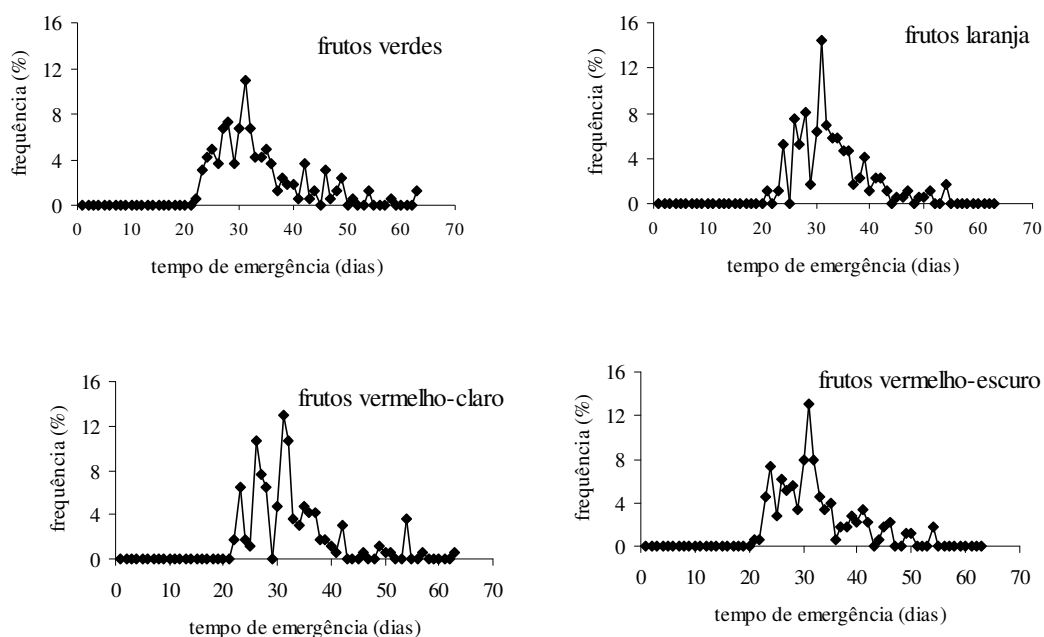 frutos verdes
frequência (%)
16
12
8
4
0
0 10 20 30 40 50 60 70
tempo de emergência (dias)
frutos laranja
frequência (%)
16
12
8
4
0
0 10 20 30 40 50 60 70
tempo de emergência (dias)
frutos vermelho-claro
frequência (%)
16
12
8
4
0
0 10 20 30 40 50 60 70
tempo de emergência (dias)
frutos vermelho-escuro
frequência (%)
16
12
8
4
0
0 10 20 30 40 50 60 70
tempo de emergência (dias)